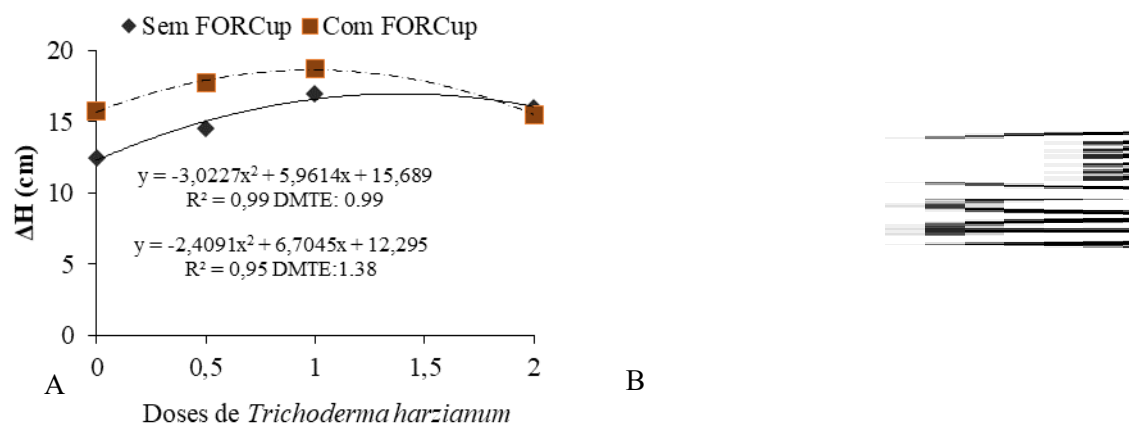 Sem FORCup Com FORCup
20
15
10
5
0
ΔH (cm)
y = -3,0227x² + 5,9614x + 15,689
R² = 0,99 DMTE: 0.99
y = -2,4091x² + 6,7045x + 12,295
R² = 0,95 DMTE:1.38
0 0,5 1 1,5 2
A
B
Doses de Trichoderma harzianum